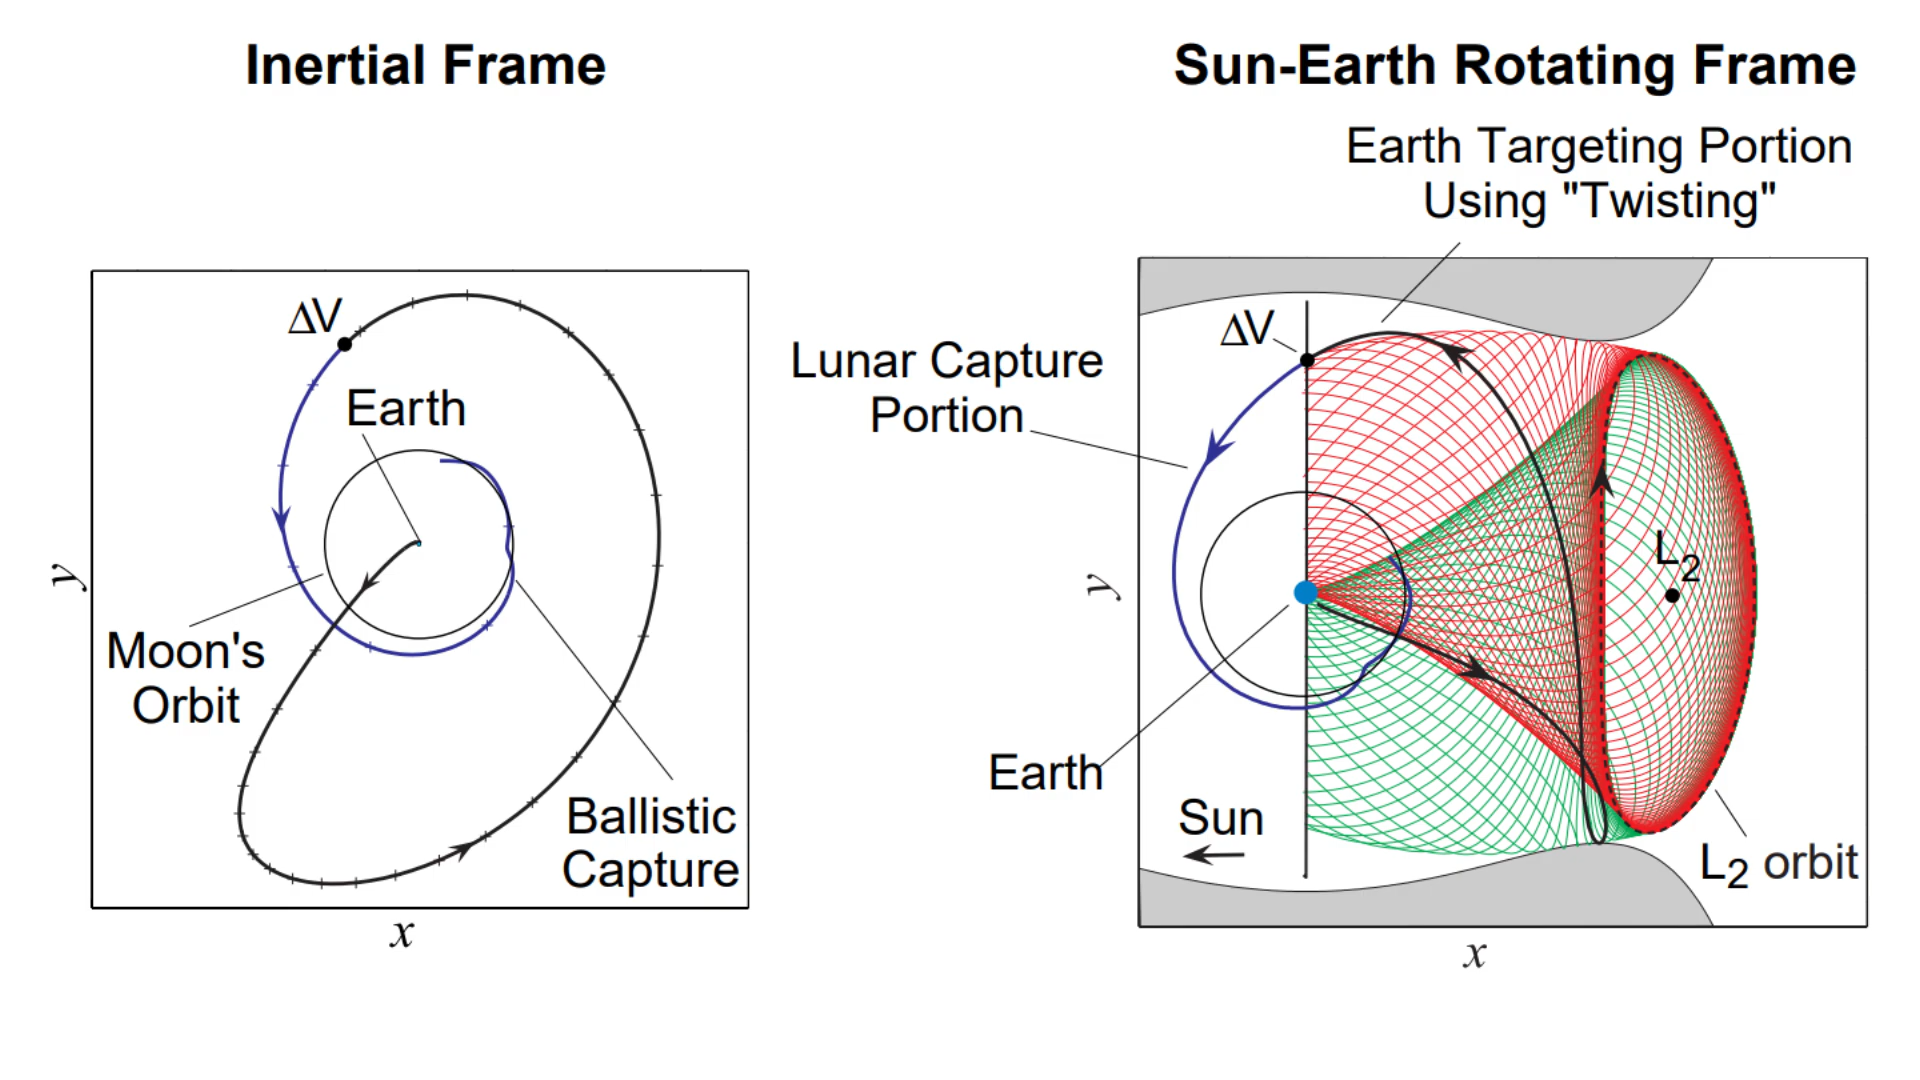 Inertial Frame
ΔV
Earth
Moon's
Orbit
Ballistic
Capture
y
x
Sun-Earth Rotating Frame
Earth Targeting Portion
Using "Twisting"
ΔV
Lunar Capture
Portion
L2
Earth
Sun
L2 orbit
y
x